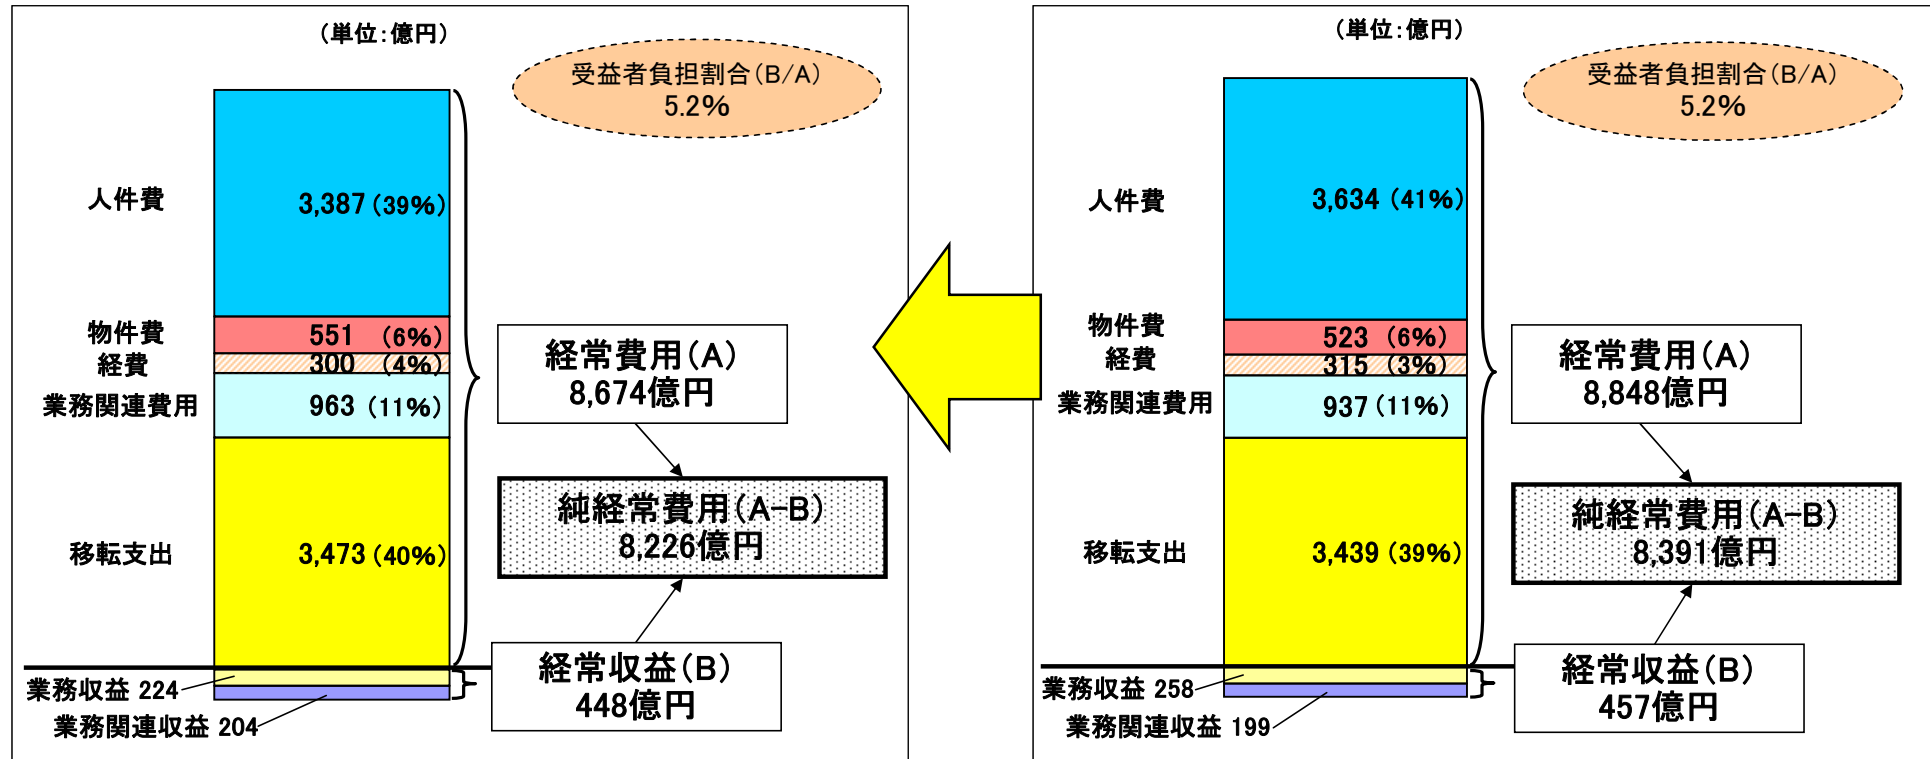 （単位：億円）
受益者負担割合（B/A）
5.2％
人件費
3,387（39％）
物件費
551 （6％）
経費
300 （4％）
業務関連費用
963 （11％）
移転支出
3,473（40％）
経常費用（A）
8,674億円
純経常費用（A－B）
8,226億円
経常収益（B）
448億円
業務収益 224
業務関連収益 204
（単位：億円）
受益者負担割合（B/A）
5.2％
人件費
3,634（41％）
物件費
523 （6％）
経費
315 （3％）
業務関連費用
937（11％）
移転支出
3,439（39％）
経常費用（A）
8,848億円
純経常費用（A－B）
8,391億円
経常収益（B）
457億円
業務収益 258
業務関連収益 199